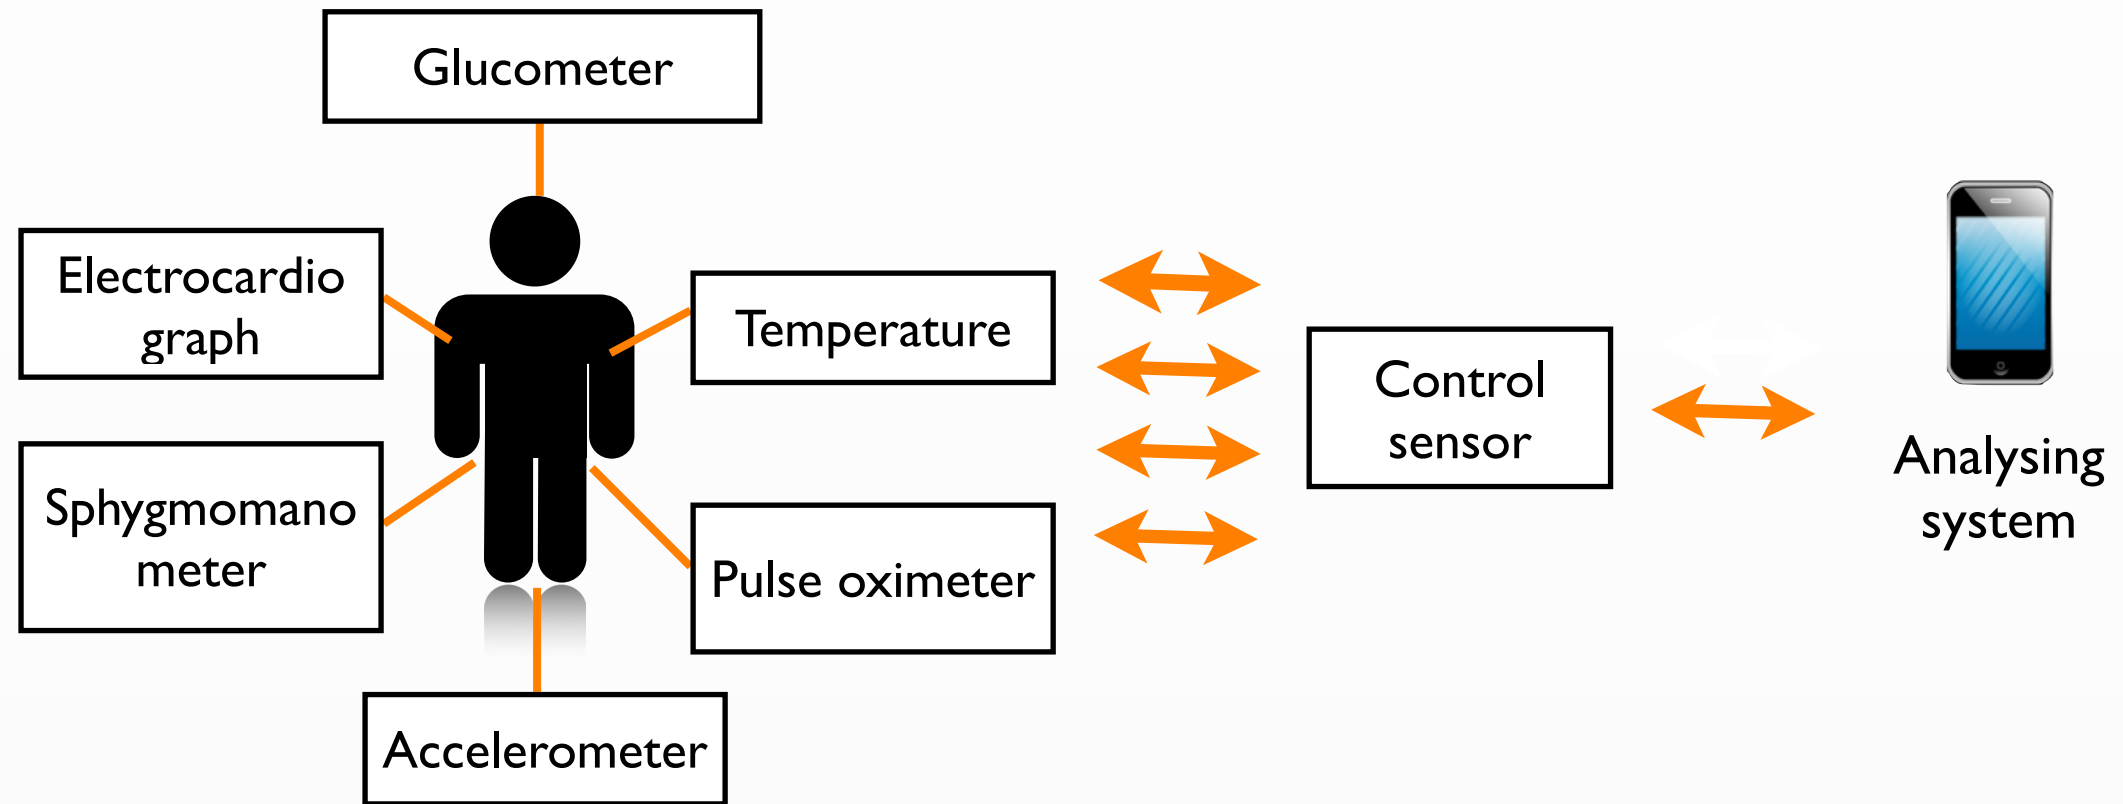 Glucometer
Electrocardio
graph
Temperature
Control
sensor
Sphygmomano
meter
Pulse oximeter
Analysing
system
Accelerometer